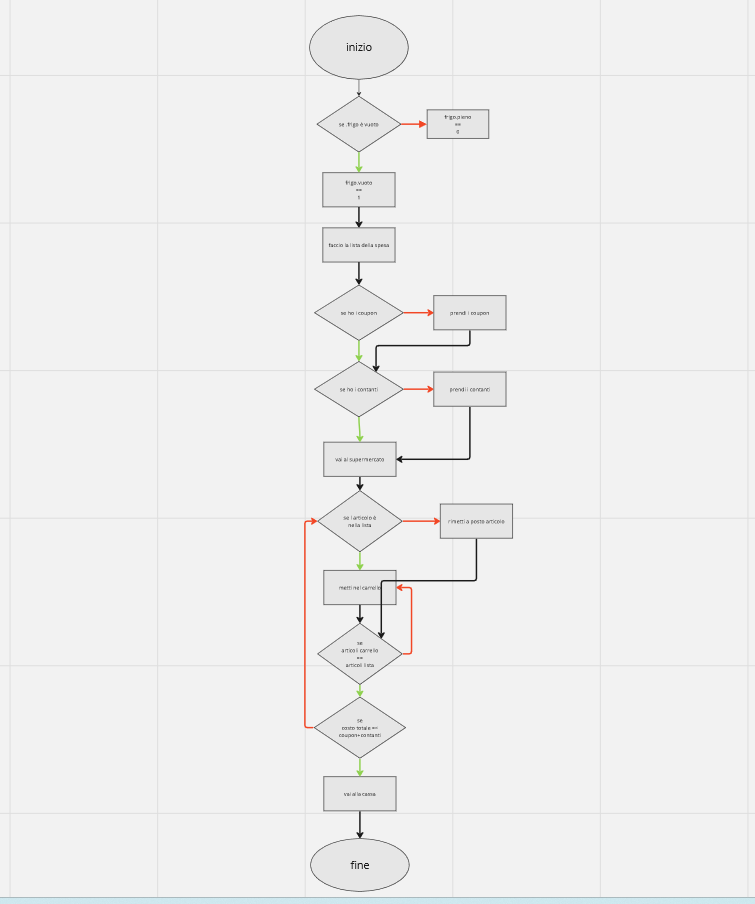 inizio
se .frigo è vuoto
frigo.pieno
==
0
frigo.vuoto
==
1
faccio la lista della spesa
se ho i coupon
prendi i coupon
se ho i contanti
prendi i contanti
vai al supermercato
se l articolo è
nella lista
rimetti a posto articolo
metti nel carrello
se
articoli carrello
==
articoli lista
se
costo totale ==
coupon+contanti
vai alla cassa
fine